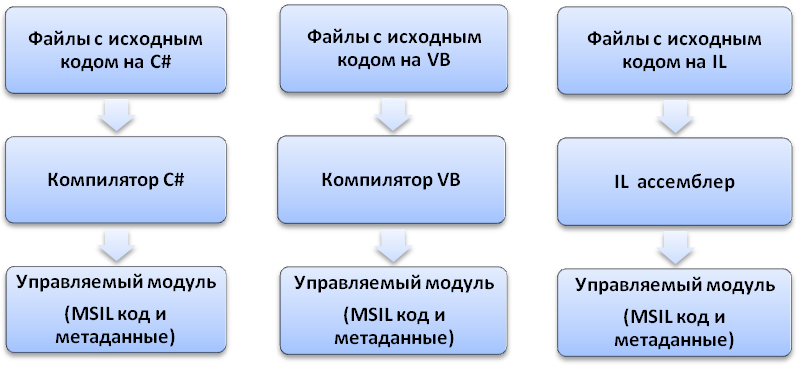 Файлы с исходным
кодом на C#
Файлы с исходным
кодом на VB
Файлы с исходным
кодом на IL
Компилятор C#
Компилятор VB
IL ассемблер
Управляемый модуль
(MSIL код и
метаданные)
Управляемый модуль
(MSIL код и
метаданные)
Управляемый модуль
(MSIL код и
метаданные)